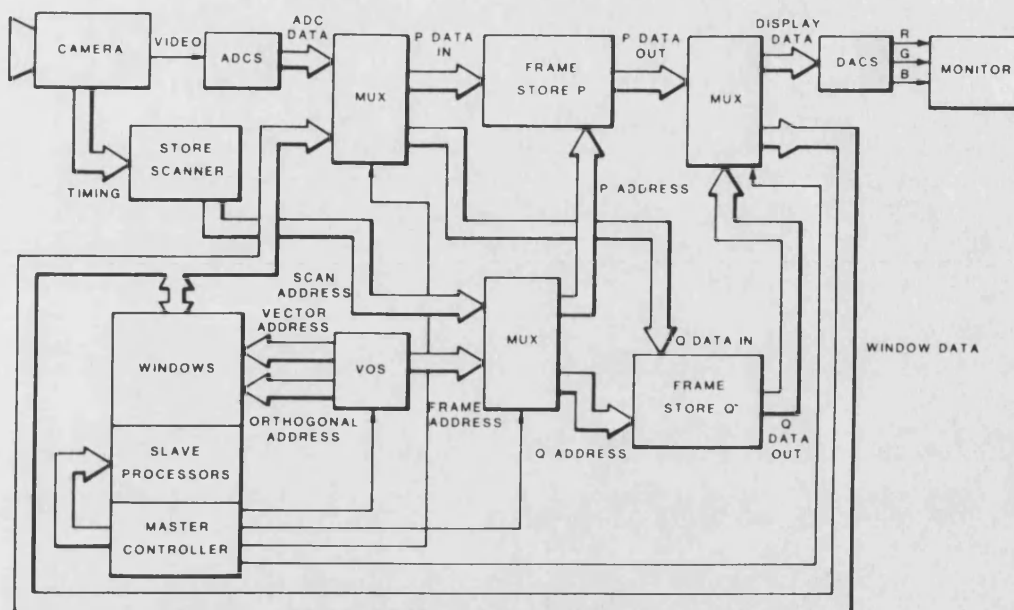 CAMERA
VIDEO
ADCS
ADC
DATA
MUX
P DATA
IN
FRAME
STORE P
P DATA
OUT
MUX
DISPLAY
DATA
DACS
R
G
B
MONITOR
TIMING
STORE
SCANNER
P ADDRESS
SCAN
ADDRESS
VECTOR
ADDRESS
MUX
WINDOWS
VOS
Q DATA IN
WINDOW DATA
FRAME
ADDRESS
FRAME
STORE Q
ORTHOGONAL
ADDRESS
Q ADDRESS
Q
DATA
OUT
SLAVE
PROCESSORS
MASTER
CONTROLLER